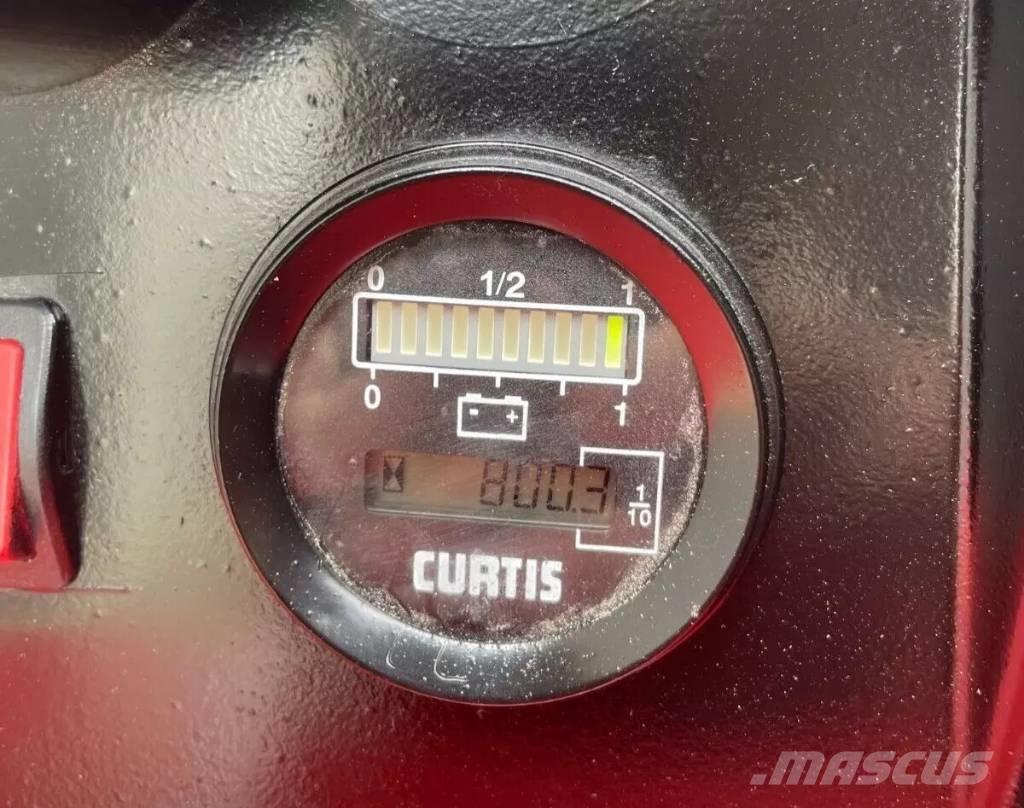 0 1/2 1
0 1
- +
800.3
1/10
CURTIS
.MASCUS